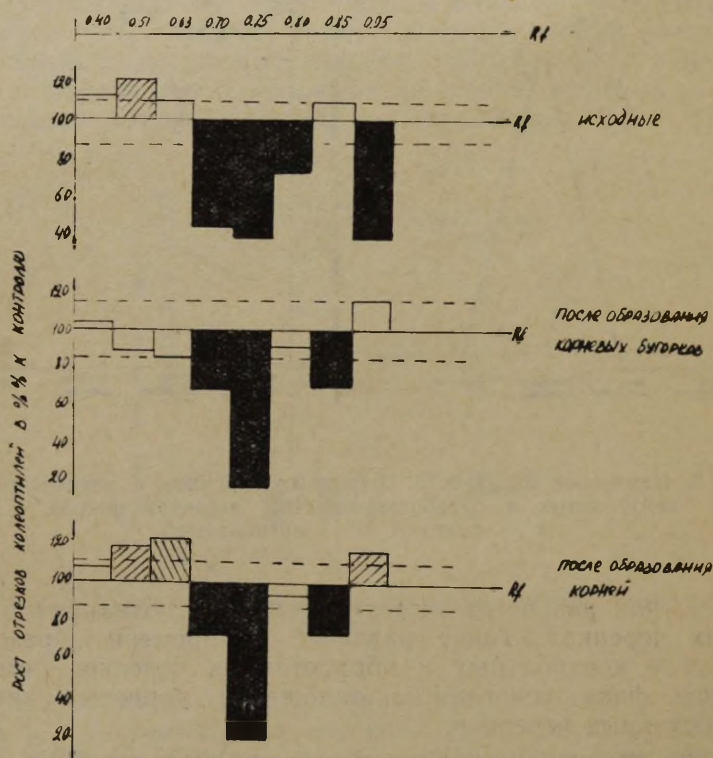 0.40 0.51 0.63 0.70 0.75 0.80 0.85 0.95 Rf
120
100 Rf исходные
80
60
40
120
после образования
100 Rf
корневых бугорков
80
60
40
20
120
после образования
100 Rf корней
80
60
40
20
рост отрезков колеоптилей в % % к контролю